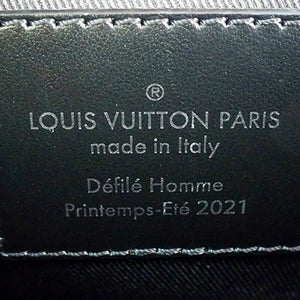 ®
LOUIS VUITTON PARIS
made in Italy
Défilé Homme
Printemps-Eté 2021